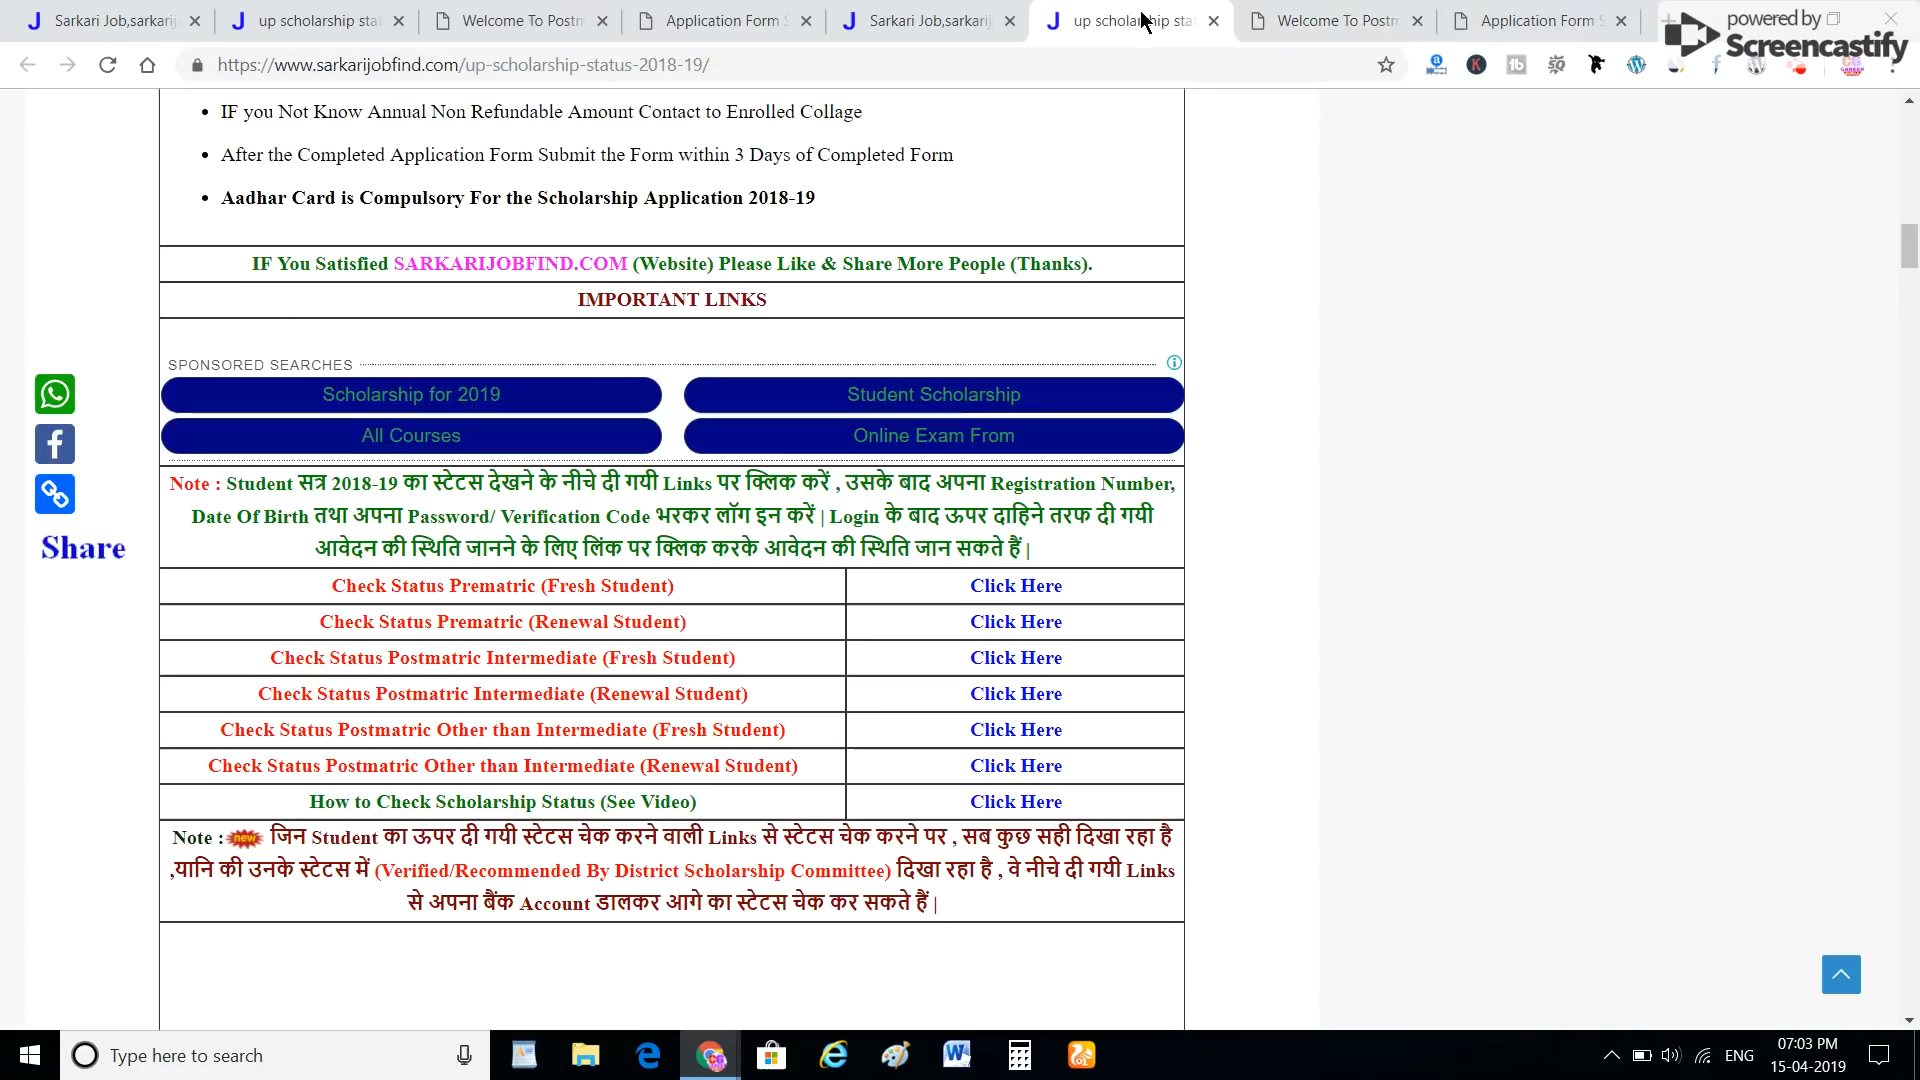 Sarkari Job,sarkarij
up scholarship stat
Welcome To Postm
Application Form S
Sarkari Job,sarkarij
up scholarship stat
Welcome To Postm
Application Form S
powered by
Screencastify
https://www.sarkarijobfind.com/up-scholarship-status-2018-19/
IF you Not Know Annual Non Refundable Amount Contact to Enrolled Collage
After the Completed Application Form Submit the Form within 3 Days of Completed Form
Aadhar Card is Compulsory For the Scholarship Application 2018-19
IF You Satisfied SARKARIJOBFIND.COM (Website) Please Like & Share More People (Thanks).
IMPORTANT LINKS
SPONSORED SEARCHES
Scholarship for 2019 Student Scholarship
All Courses Online Exam From
Note : Student सत्र 2018-19 का स्टेटस देखने के नीचे दी गयी Links पर क्लिक करें , उसके बाद अपना Registration Number,
Date Of Birth तथा अपना Password/ Verification Code भरकर लॉग इन करें | Login के बाद ऊपर दाहिने तरफ दी गयी
आवेदन की स्थिति जानने के लिए लिंक पर क्लिक करके आवेदन की स्थिति जान सकते हैं |
Share
Check Status Prematric (Fresh Student) Click Here
Check Status Prematric (Renewal Student) Click Here
Check Status Postmatric Intermediate (Fresh Student) Click Here
Check Status Postmatric Intermediate (Renewal Student) Click Here
Check Status Postmatric Other than Intermediate (Fresh Student) Click Here
Check Status Postmatric Other than Intermediate (Renewal Student) Click Here
How to Check Scholarship Status (See Video) Click Here
Note : new जिन Student का ऊपर दी गयी स्टेटस चेक करने वाली Links से स्टेटस चेक करने पर , सब कुछ सही दिखा रहा है
,यानि की उनके स्टेटस में (Verified/Recommended By District Scholarship Committee) दिखा रहा है , वे नीचे दी गयी Links
से अपना बैंक Account डालकर आगे का स्टेटस चेक कर सकते हैं |
Type here to search
ENG
07:03 PM
15-04-2019